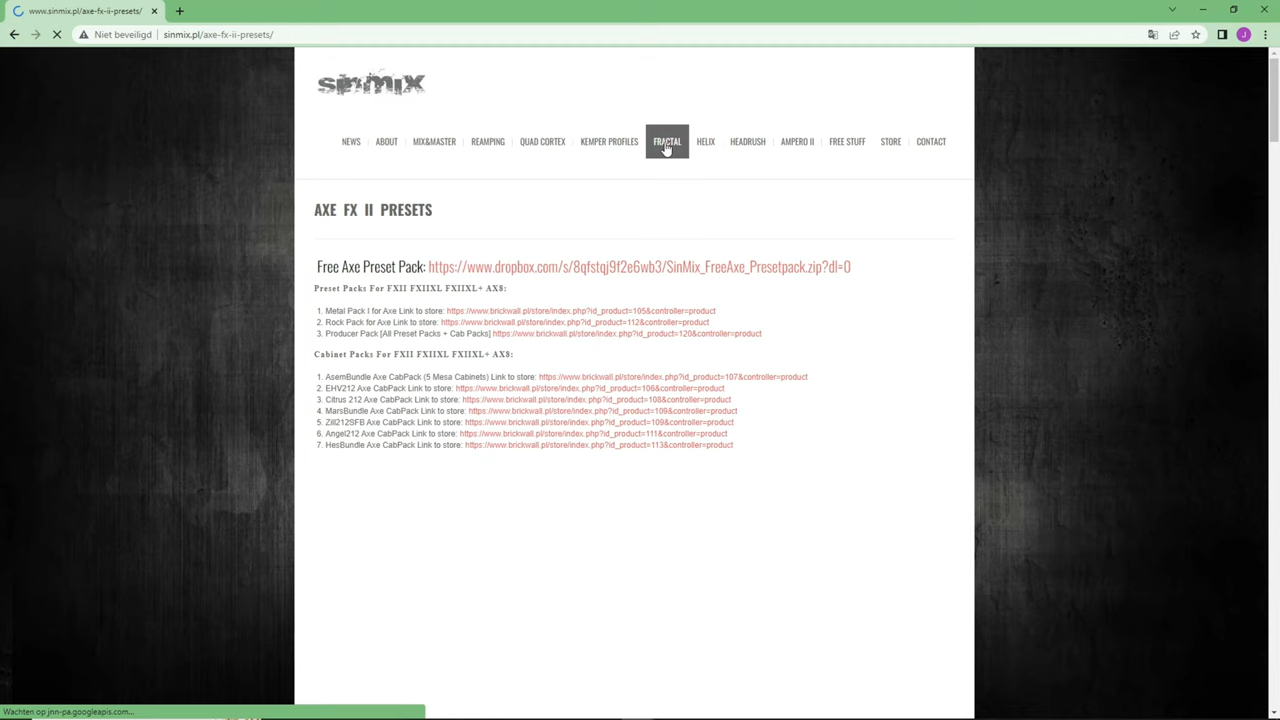 www.sinmix.pl/axe-fx-ii-presets/
Niet beveiligd | sinmix.pl/axe-fx-ii-presets/
J
sinmix
NEWS ABOUT MIX&MASTER REAMPING QUAD CORTEX KEMPER PROFILES FRACTAL HELIX HEADRUSH AMPERO II FREE STUFF STORE CONTACT
AXE FX II PRESETS
Free Axe Preset Pack: https://www.dropbox.com/s/8qfstqj9f2e6wb3/SinMix_FreeAxe_Presetpack.zip?dl=0
Preset Packs For FXII FXIIXL FXIIXL+ AX8:
1. Metal Pack I for Axe Link to store: https://www.brickwall.pl/store/index.php?id_product=105&controller=product
2. Rock Pack for Axe Link to store: https://www.brickwall.pl/store/index.php?id_product=112&controller=product
3. Producer Pack [All Preset Packs + Cab Packs] https://www.brickwall.pl/store/index.php?id_product=120&controller=product
Cabinet Packs For FXII FXIIXL FXIIXL+ AX8:
1. AsemBundle Axe CabPack (5 Mesa Cabinets) Link to store: https://www.brickwall.pl/store/index.php?id_product=107&controller=product
2. EHV212 Axe CabPack Link to store: https://www.brickwall.pl/store/index.php?id_product=106&controller=product
3. Citrus 212 Axe CabPack Link to store: https://www.brickwall.pl/store/index.php?id_product=108&controller=product
4. MarsBundle Axe CabPack Link to store: https://www.brickwall.pl/store/index.php?id_product=109&controller=product
5. Zill212SFB Axe CabPack Link to store: https://www.brickwall.pl/store/index.php?id_product=109&controller=product
6. Angel212 Axe CabPack Link to store: https://www.brickwall.pl/store/index.php?id_product=111&controller=product
7. HesBundle Axe CabPack Link to store: https://www.brickwall.pl/store/index.php?id_product=113&controller=product
Wachten op jnn-pa.googleapis.com...